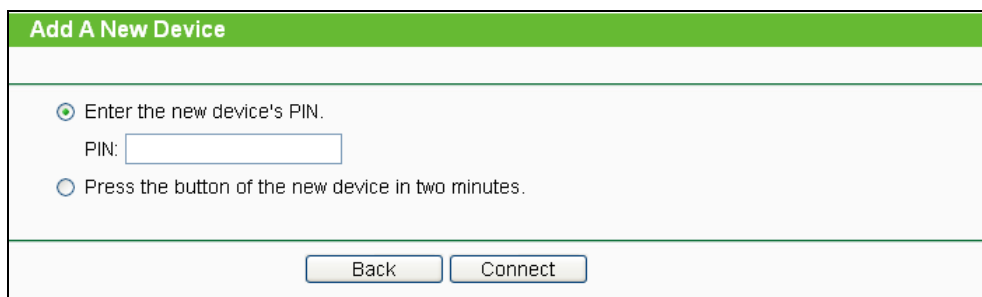 Add A New Device
Enter the new device's PIN.
PIN:
Press the button of the new device in two minutes.
Back Connect